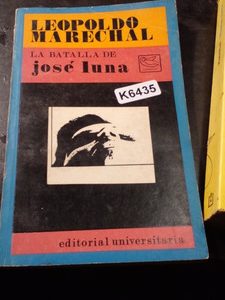 LEOPOLDO
MARECHAL
LA BATALLA DE
josé luna
K6435
editorial universitaria